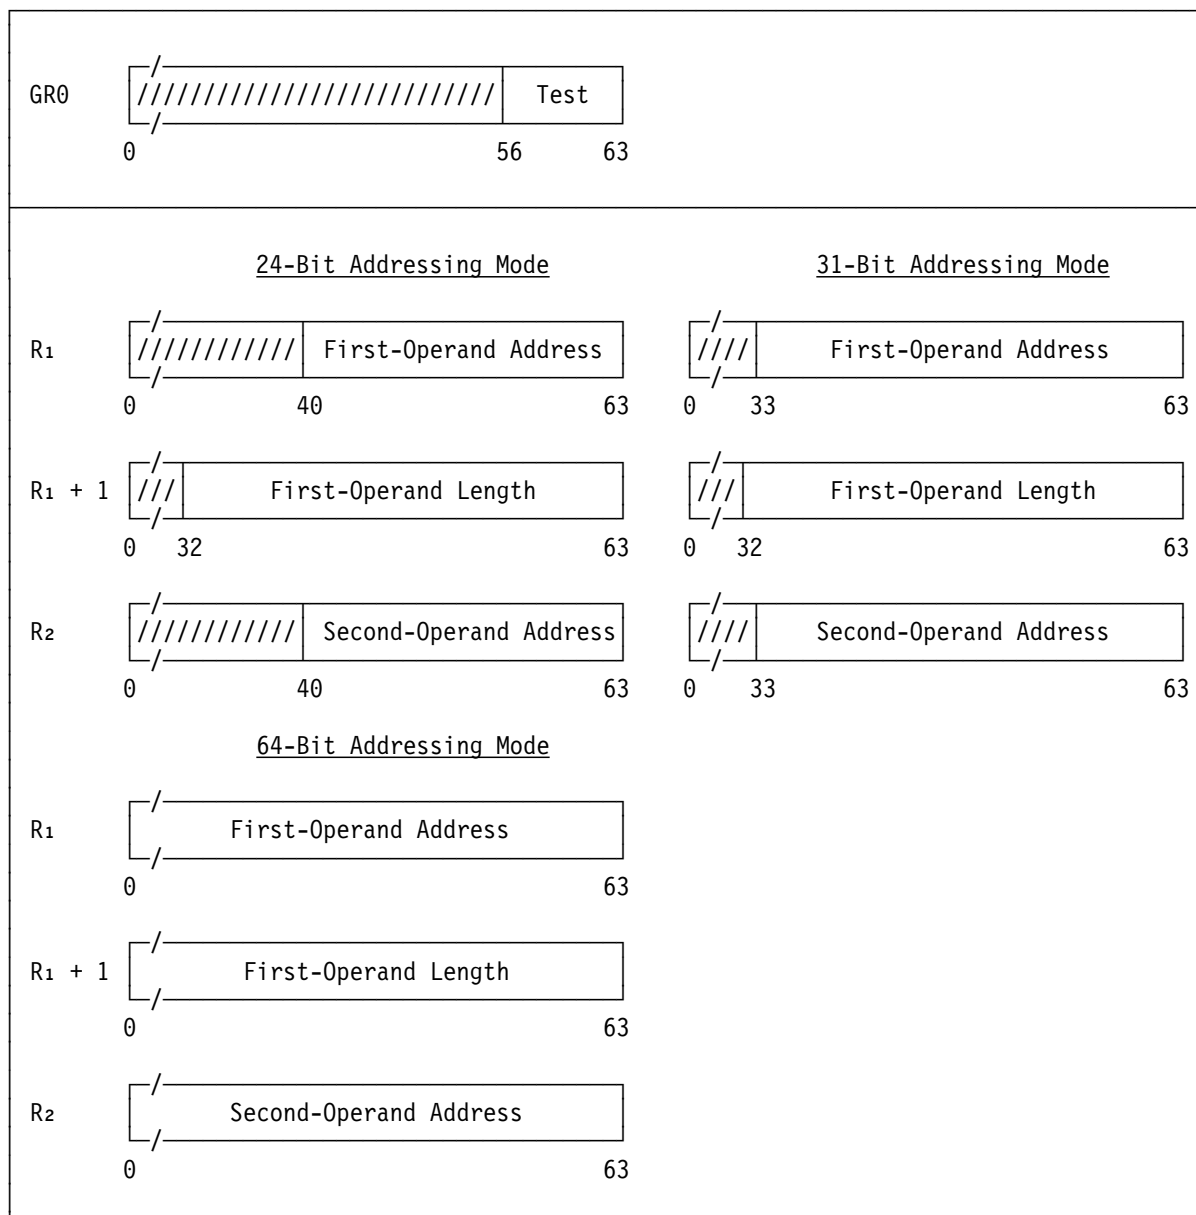 GR0 /////////////////////////// Test
0 56 63
24-Bit Addressing Mode 31-Bit Addressing Mode
R₁ //////////// First-Operand Address //// First-Operand Address
0 40 63 0 33 63
R₁ + 1 /// First-Operand Length /// First-Operand Length
0 32 63 0 32 63
R₂ //////////// Second-Operand Address //// Second-Operand Address
0 40 63 0 33 63
64-Bit Addressing Mode
R₁ First-Operand Address
0 63
R₁ + 1 First-Operand Length
0 63
R₂ Second-Operand Address
0 63